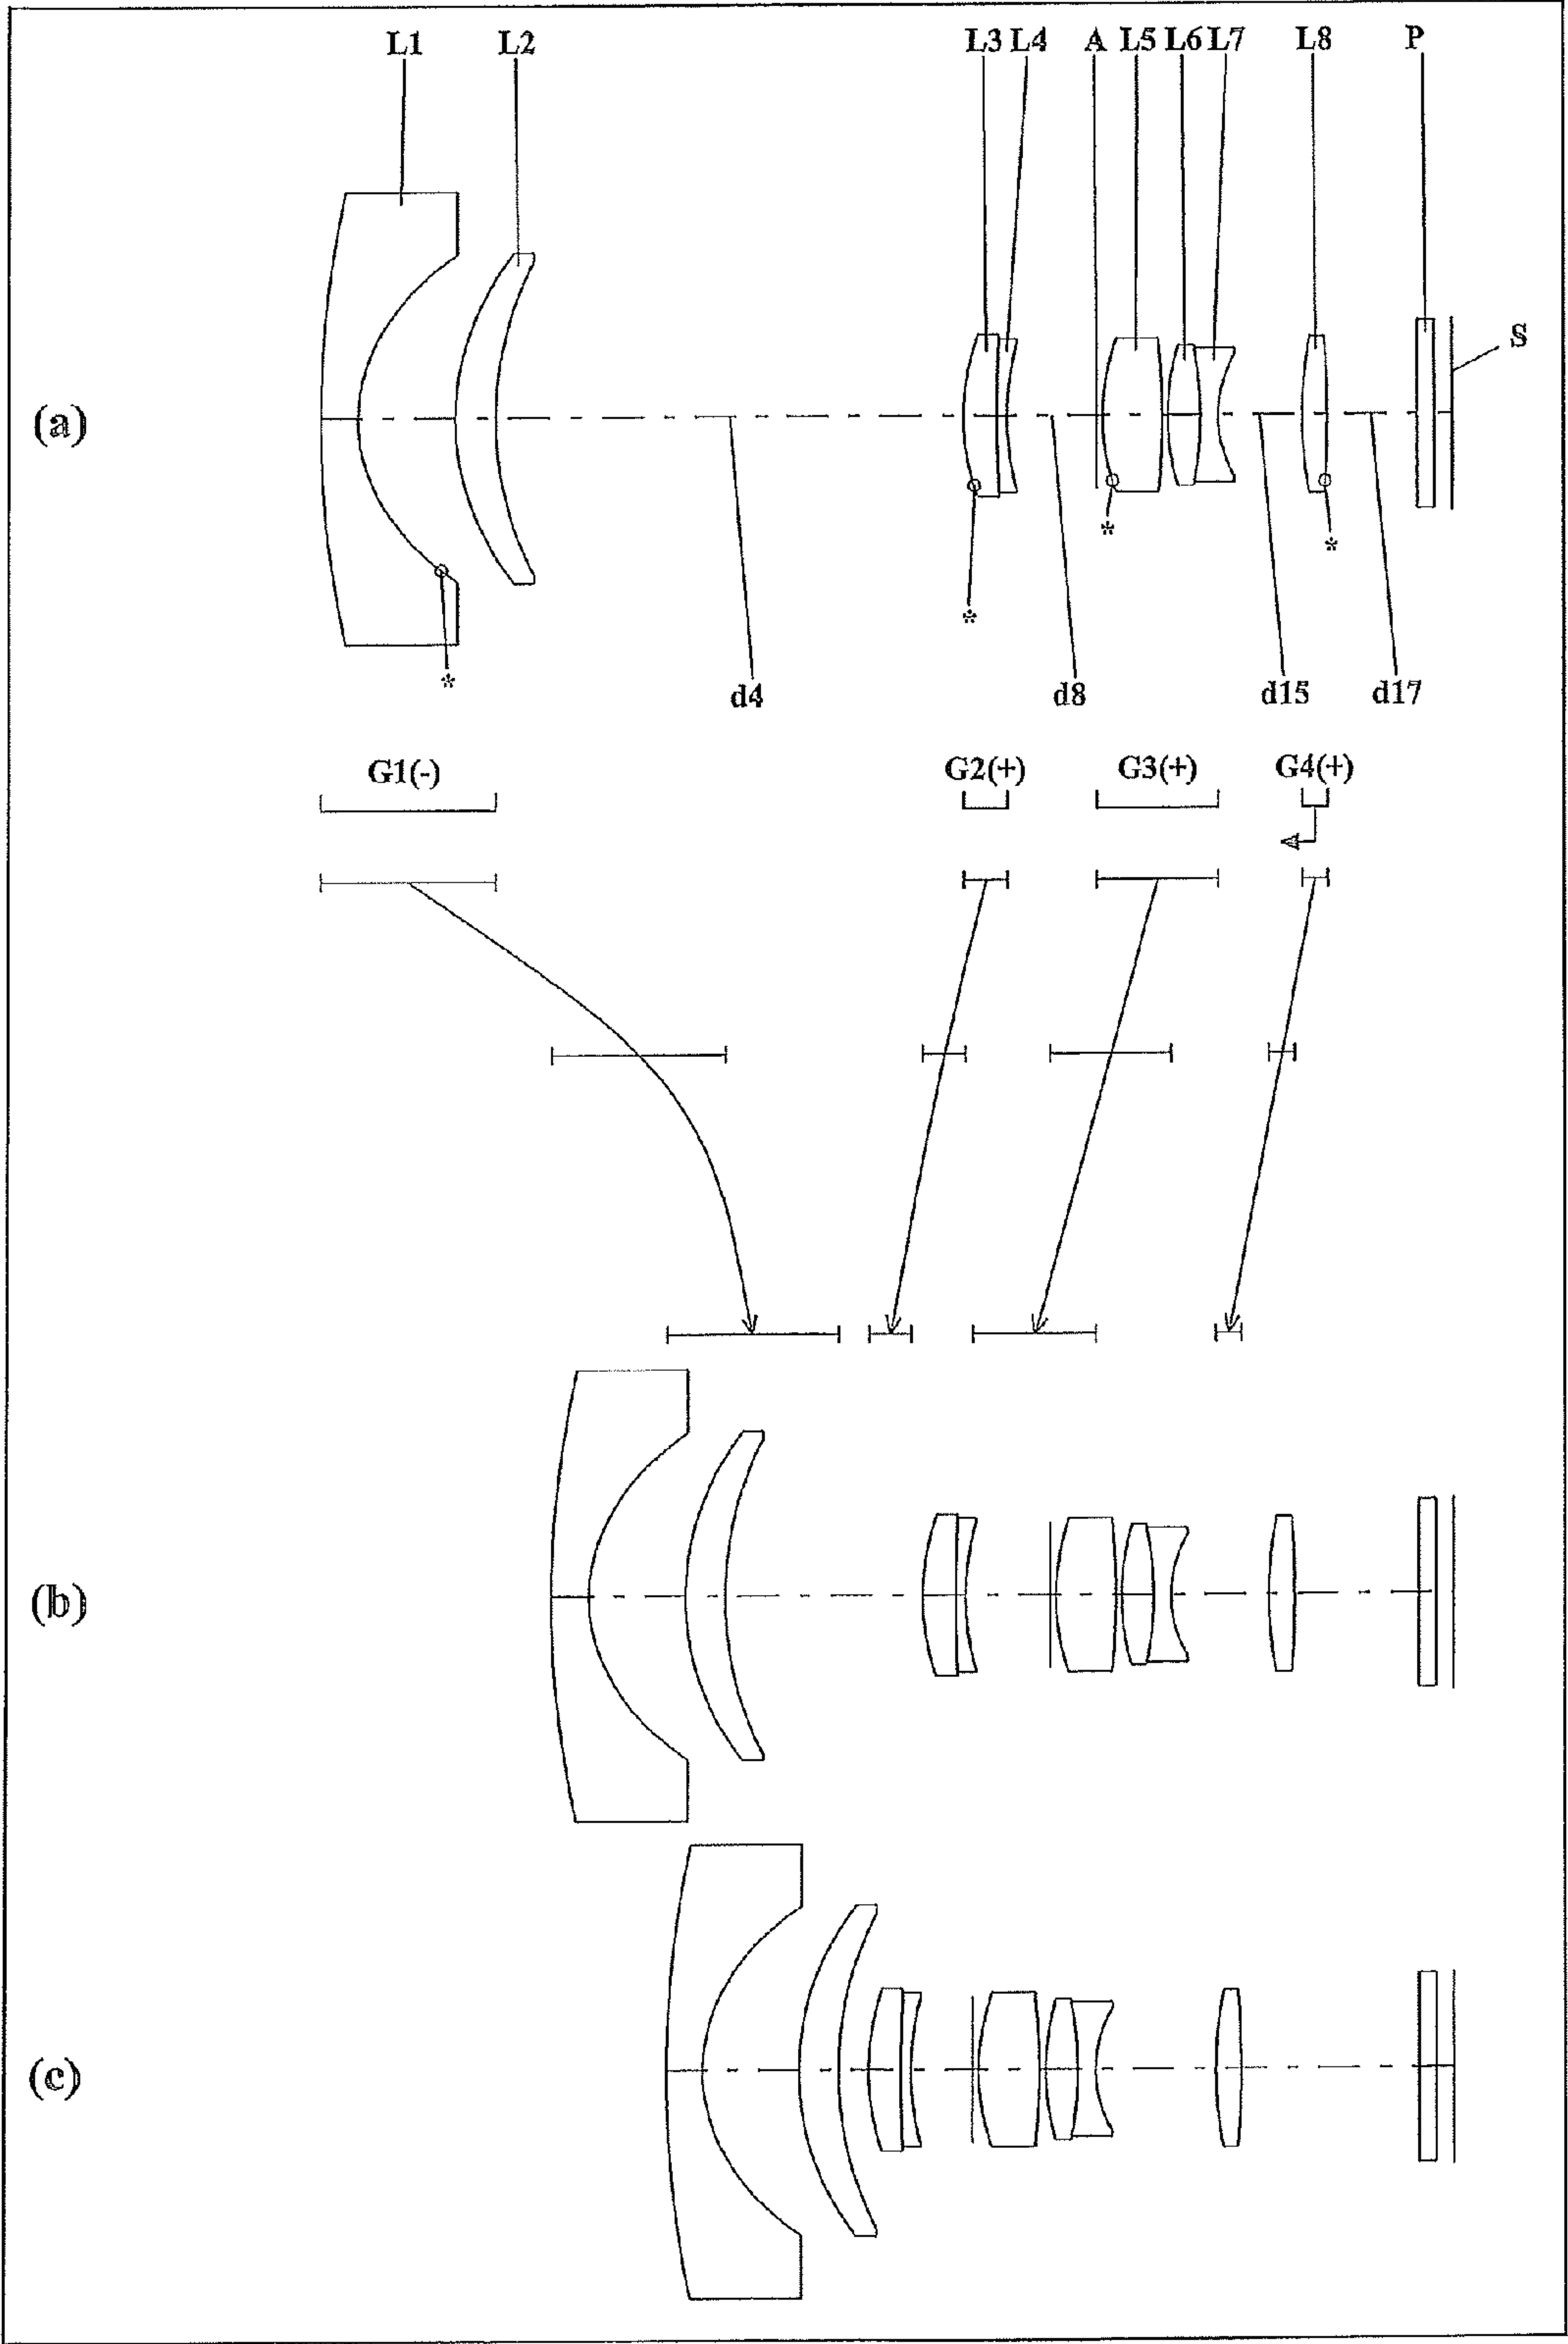 L1 L2 L3 L4 A L5 L6 L7 L8 P
S
(a)
* * * *
d4 d8 d15 d17
G1(-) G2(+) G3(+) G4(+)
(b)
(c)